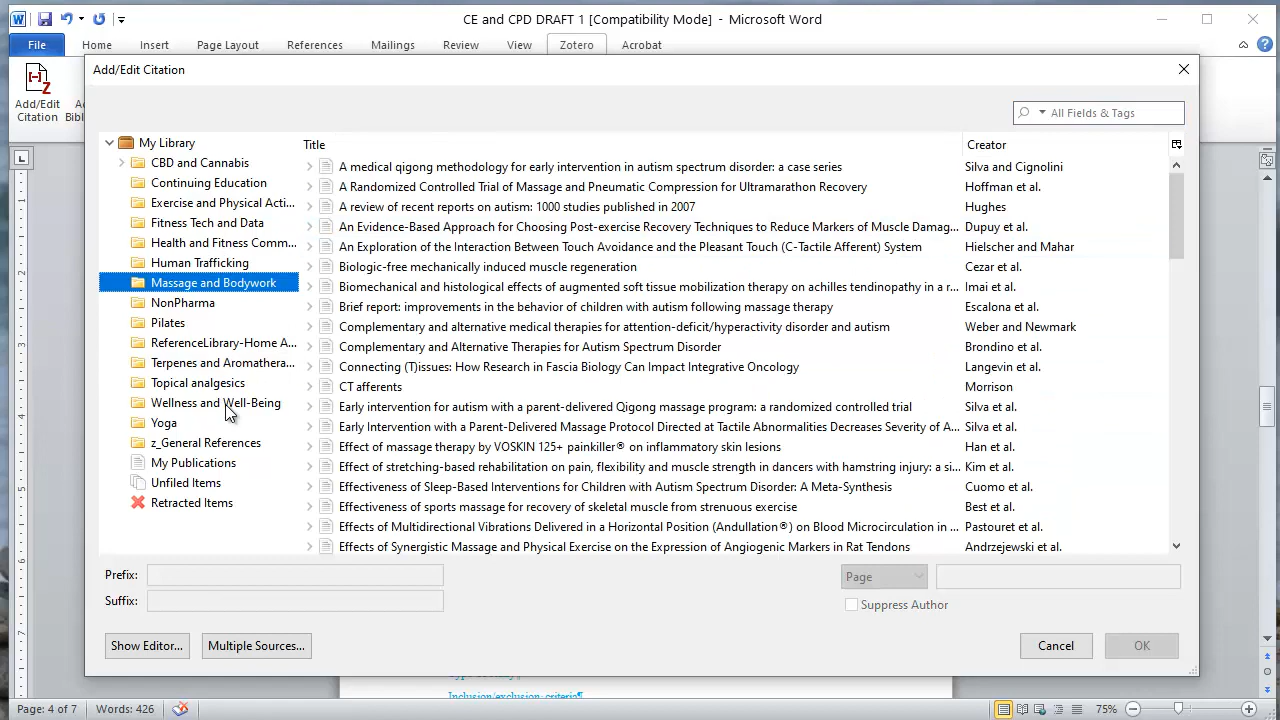 CE and CPD DRAFT 1 [Compatibility Mode] - Microsoft Word
File Home Insert Page Layout References Mailings Review View Zotero Acrobat
Add/Edit Citation
Add/Edit
Citation
Bibl
All Fields & Tags
My Library
CBD and Cannabis
Continuing Education
Exercise and Physical Acti...
Fitness Tech and Data
Health and Fitness Comm...
Human Trafficking
Massage and Bodywork
NonPharma
Pilates
ReferenceLibrary-Home A...
Terpenes and Aromathera...
Topical analgesics
Wellness and Well-Being
Yoga
z_General References
My Publications
Unfiled Items
Retracted Items
Title Creator
A medical qigong methodology for early intervention in autism spectrum disorder: a case series Silva and Cignolini
A Randomized Controlled Trial of Massage and Pneumatic Compression for Ultramarathon Recovery Hoffman et al.
A review of recent reports on autism: 1000 studies published in 2007 Hughes
An Evidence-Based Approach for Choosing Post-exercise Recovery Techniques to Reduce Markers of Muscle Damag... Dupuy et al.
An Exploration of the Interaction Between Touch Avoidance and the Pleasant Touch (C-Tactile Afferent) System Hielscher and Mahar
Biologic-free mechanically induced muscle regeneration Cezar et al.
Biomechanical and histological effects of augmented soft tissue mobilization therapy on achilles tendinopathy in a r... Imai et al.
Brief report: improvements in the behavior of children with autism following massage therapy Escalona et al.
Complementary and alternative medical therapies for attention-deficit/hyperactivity disorder and autism Weber and Newmark
Complementary and Alternative Therapies for Autism Spectrum Disorder Brondino et al.
Connecting (T)issues: How Research in Fascia Biology Can Impact Integrative Oncology Langevin et al.
CT afferents Morrison
Early intervention for autism with a parent-delivered Qigong massage program: a randomized controlled trial Silva et al.
Early Intervention with a Parent-Delivered Massage Protocol Directed at Tactile Abnormalities Decreases Severity of A... Silva et al.
Effect of massage therapy by VOSKIN 125+ painkiller® on inflammatory skin lesions Han et al.
Effect of stretching-based rehabilitation on pain, flexibility and muscle strength in dancers with hamstring injury: a si... Kim et al.
Effectiveness of Sleep-Based Interventions for Children with Autism Spectrum Disorder: A Meta-Synthesis Cuomo et al.
Effectiveness of sports massage for recovery of skeletal muscle from strenuous exercise Best et al.
Effects of Multidirectional Vibrations Delivered in a Horizontal Position (Andullation®) on Blood Microcirculation in ... Pastouret et al.
Effects of Synergistic Massage and Physical Exercise on the Expression of Angiogenic Markers in Rat Tendons Andrzejewski et al.
Prefix: Page
Suffix: Suppress Author
Show Editor... Multiple Sources... Cancel OK
Inclusion/exclusion criteria¶
Page: 4 of 7 Words: 426 75%